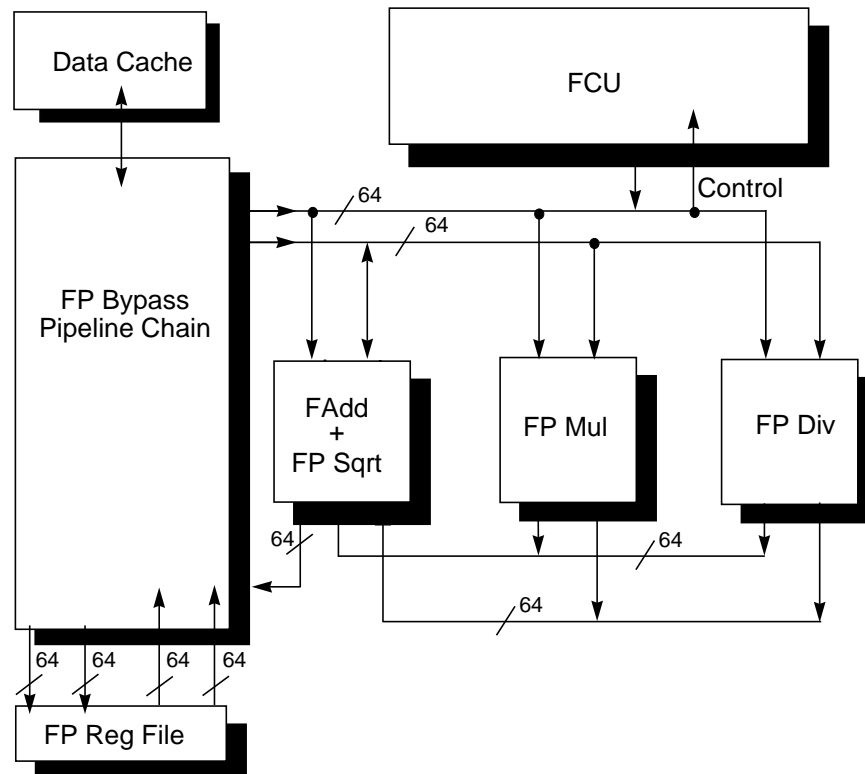 Data Cache
FCU
Control
64
64
FP Bypass
Pipeline Chain
FAdd
+
FP Sqrt
FP Mul
FP Div
64
64
64
64
64
64
64
FP Reg File